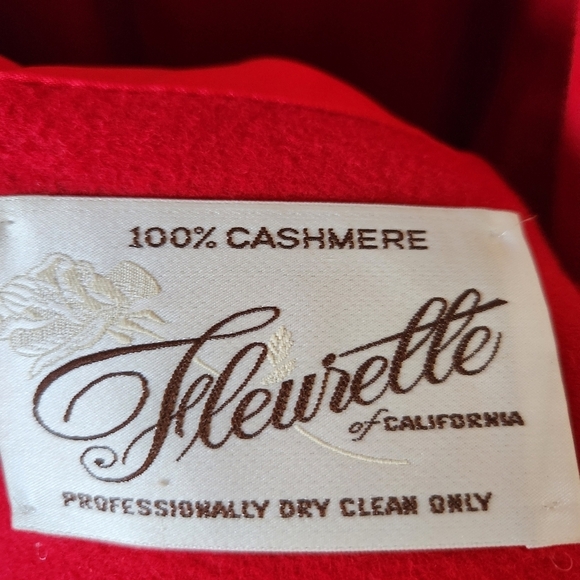 100% CASHMERE
Fleurette
of CALIFORNIA
PROFESSIONALLY DRY CLEAN ONLY